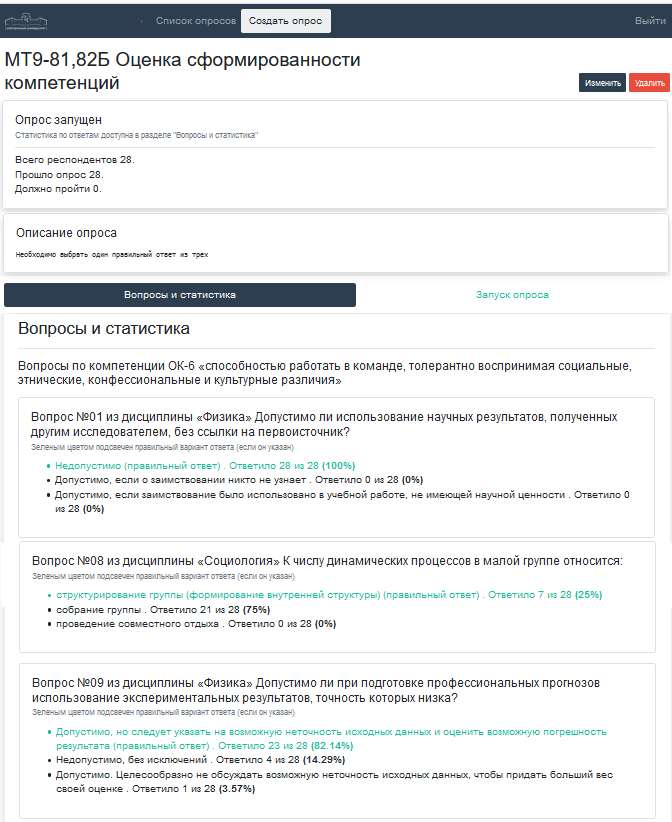 Список опросов
Создать опрос
Выйти
МТ9-81,82Б Оценка сформированности
компетенций
Изменить
Удалить
Опрос запущен
Статистика по ответам доступна в разделе "Вопросы и статистика"
Всего респондентов 28.
Прошло опрос 28.
Должно пройти 0.
Описание опроса
Необходимо выбрать один правильный ответ из трех
Вопросы и статистика
Запуск опроса
Вопросы и статистика
Вопросы по компетенции ОК-6 «способностью работать в команде, толерантно воспринимая социальные,
этнические, конфессиональные и культурные различия»
Вопрос №01 из дисциплины «Физика» Допустимо ли использование научных результатов, полученных
другим исследователем, без ссылки на первоисточник?
Зеленым цветом подсвечен правильный вариант ответа (если он указан)
• Недопустимо (правильный ответ) . Ответило 28 из 28 (100%)
• Допустимо, если о заимствовании никто не узнает . Ответило 0 из 28 (0%)
• Допустимо, если заимствование было использовано в учебной работе, не имеющей научной ценности . Ответило 0
из 28 (0%)
Вопрос №08 из дисциплины «Социология» К числу динамических процессов в малой группе относится:
Зеленым цветом подсвечен правильный вариант ответа (если он указан)
• структурирование группы (формирование внутренней структуры) (правильный ответ) . Ответило 7 из 28 (25%)
• собрание группы . Ответило 21 из 28 (75%)
• проведение совместного отдыха . Ответило 0 из 28 (0%)
Вопрос №09 из дисциплины «Физика» Допустимо ли при подготовке профессиональных прогнозов
использование экспериментальных результатов, точность которых низка?
Зеленым цветом подсвечен правильный вариант ответа (если он указан)
• Допустимо, но следует указать на возможную неточность исходных данных и оценить возможную погрешность
результата (правильный ответ) . Ответило 23 из 28 (82.14%)
• Недопустимо, без исключений . Ответило 4 из 28 (14.29%)
• Допустимо. Целесообразно не обсуждать возможную неточность исходных данных, чтобы придать больший вес
своей оценке . Ответило 1 из 28 (3.57%)